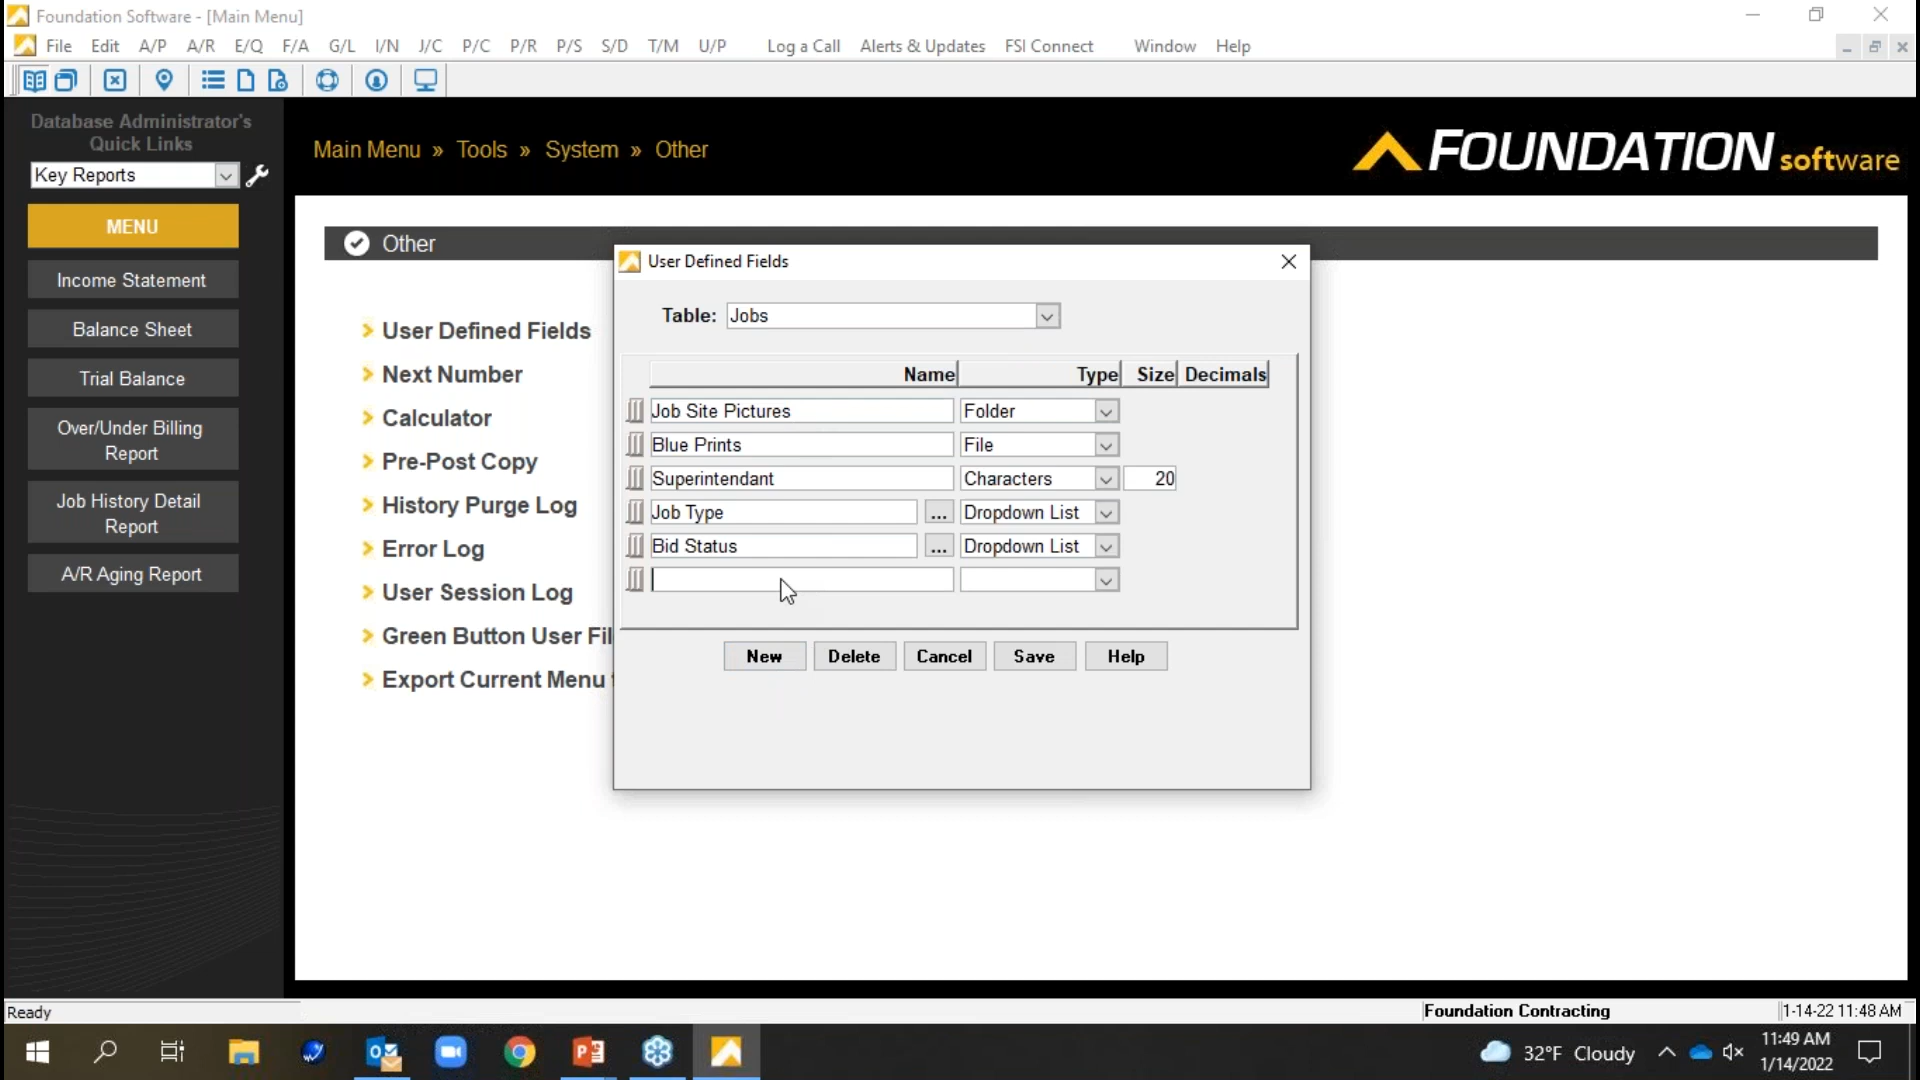 Foundation Software - [Main Menu]
File Edit A/P A/R E/Q F/A G/L I/N J/C P/C P/R P/S S/D T/M U/P Log a Call Alerts & Updates FSI Connect Window Help
Database Administrator's
Quick Links
Key Reports
MENU
Income Statement
Balance Sheet
Trial Balance
Over/Under Billing
Report
Job History Detail
Report
A/R Aging Report
Main Menu » Tools » System » Other
FOUNDATION software
Other
User Defined Fields
Next Number
Calculator
Pre-Post Copy
History Purge Log
Error Log
User Session Log
Green Button User Fil
Export Current Menu
User Defined Fields
Table: Jobs
Name Type Size Decimals
Job Site Pictures Folder
Blue Prints File
Superintendant Characters 20
Job Type ... Dropdown List
Bid Status ... Dropdown List
New Delete Cancel Save Help
Ready
Foundation Contracting
1-14-22 11:48 AM
32°F Cloudy
11:49 AM
1/14/2022